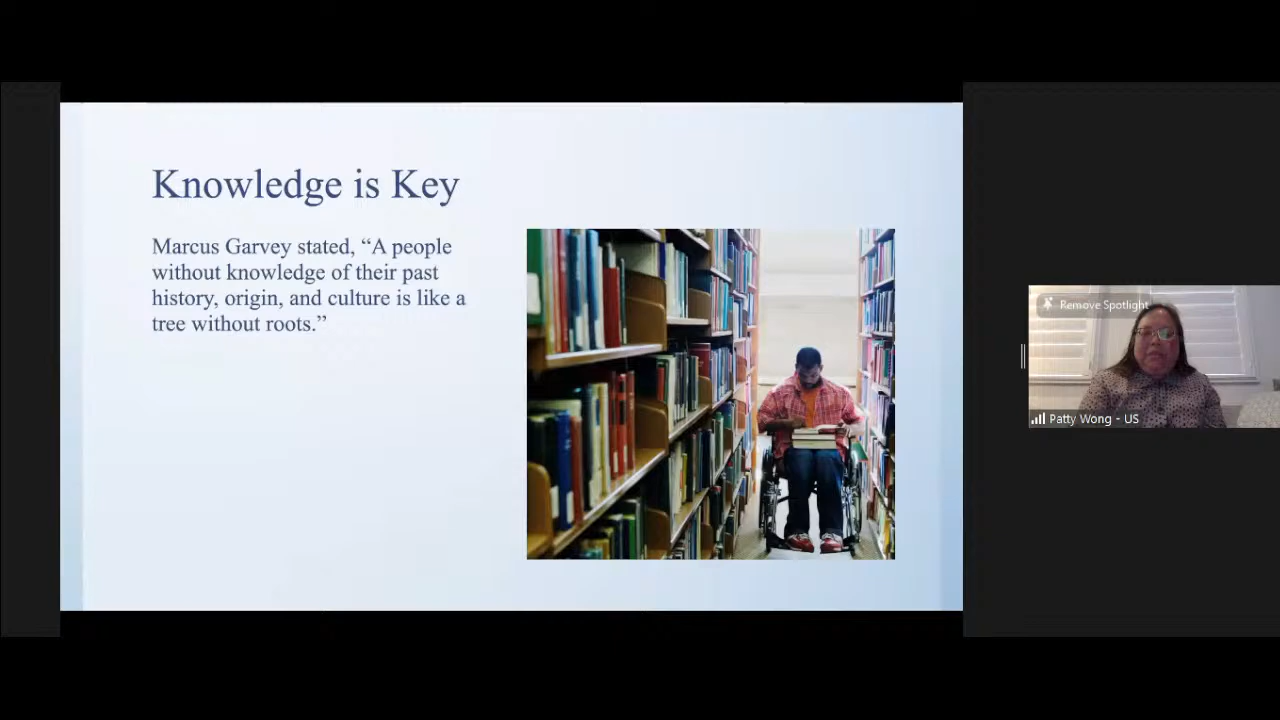 Knowledge is Key
Marcus Garvey stated, “A people
without knowledge of their past
history, origin, and culture is like a
tree without roots.”
Remove Spotlight
Patty Wong - US